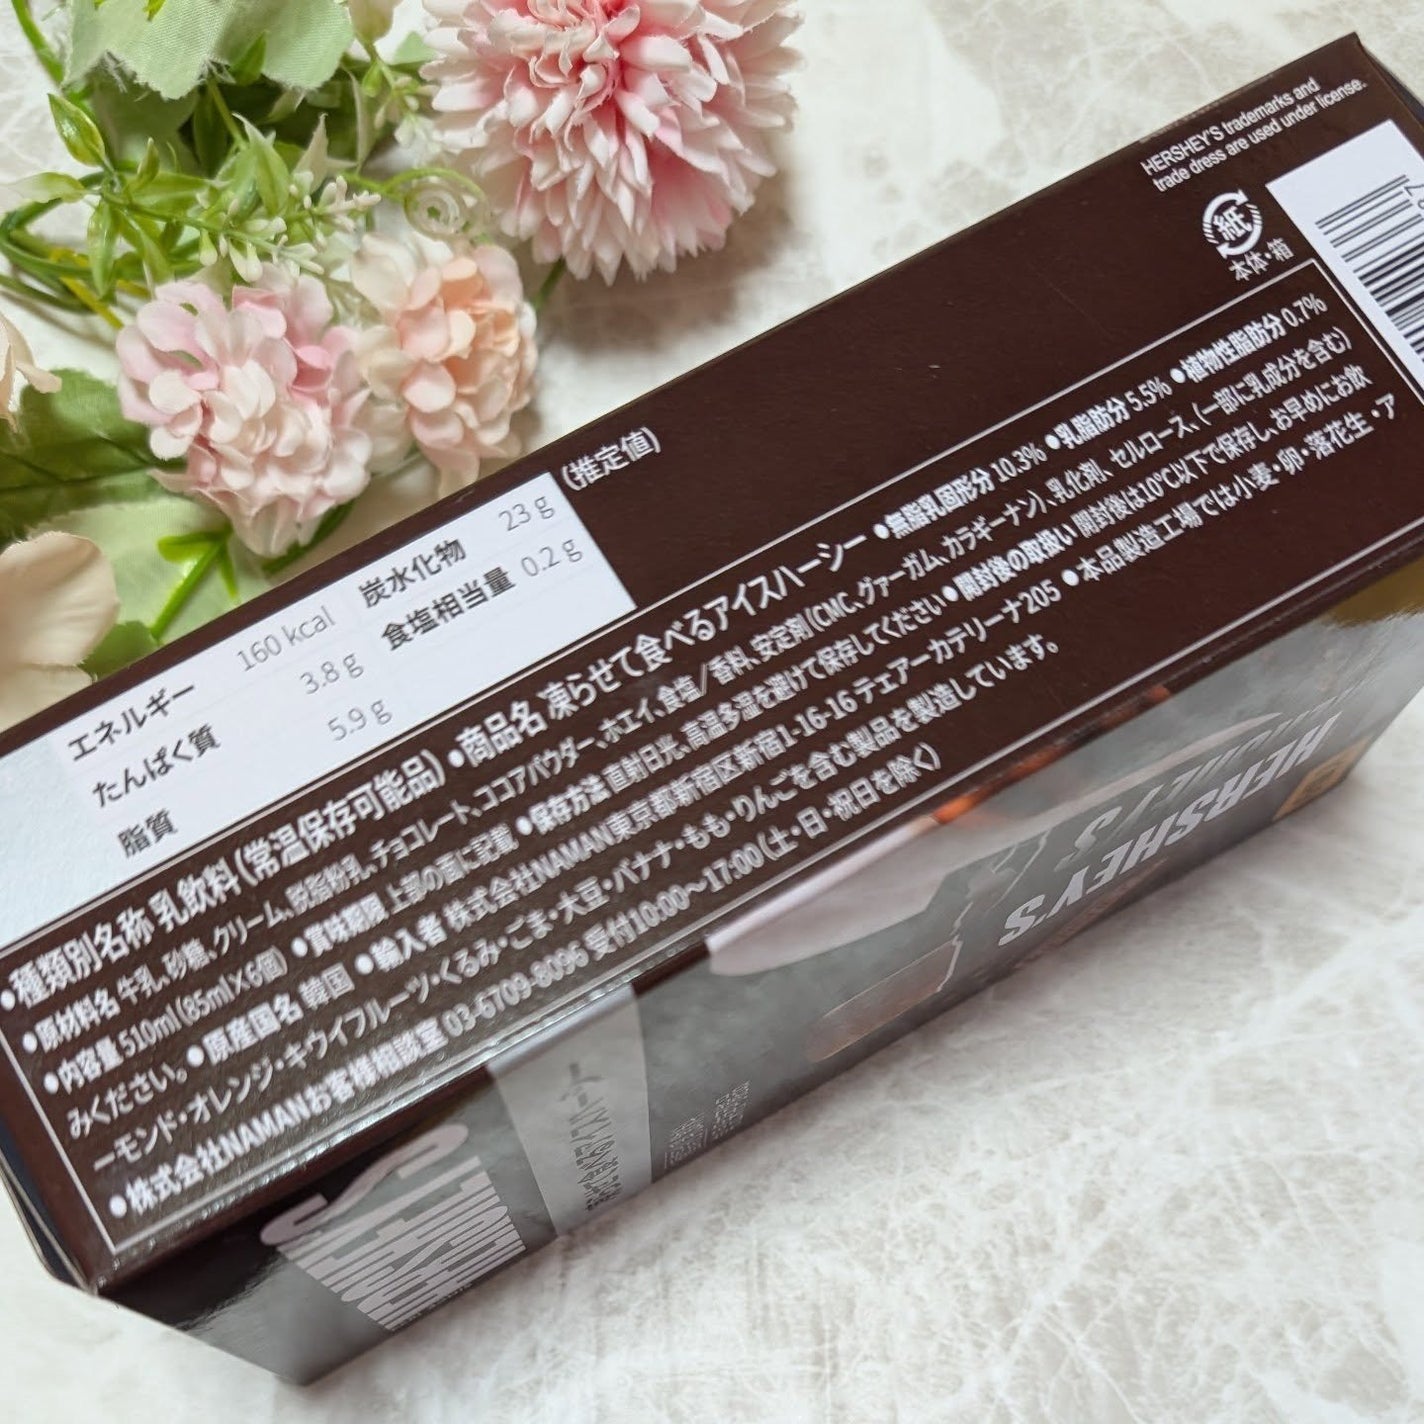 HERSHEY'S trademarks and
trade dress are used under license.
紙
本体・箱
(推定値)
エネルギー 160 kcal 炭水化物 23 g
たんぱく質 3.8 g 食塩相当量 0.2 g
脂質 5.9 g
●種類別名称 乳飲料(常温保存可能品) ●商品名 凍らせて食べるアイスハーシー ●無脂乳固形分 10.3% ●乳脂肪分 5.5% ●植物性脂肪分 0.7%
●原材料名 牛乳、砂糖、クリーム、脱脂粉乳、チョコレート、ココアパウダー、ホエイ、食塩/香料、安定剤(CMC、グァーガム、カラギーナン)、乳化剤、セルロース、(一部に乳成分を含む)
●内容量 510ml(85ml×6個) ●賞味期限 上部の面に記載 ●保存方法 直射日光、高温多湿を避けて保存してください ●開封後の取扱い 開封後は10℃以下で保存し、お早めにお飲
みください。 ●原産国名 韓国 ●輸入者 株式会社NAMAN東京都新宿区新宿1-16-16 テェアーカテリーナ205 ●本品製造工場では小麦・卵・落花生・ア
ーモンド・オレンジ・キウイフルーツ・くるみ・ごま・大豆・バナナ・もも・りんごを含む製品を製造しています。
●株式会社NAMANお客様相談室 03-6709-8096 受付10:00〜17:00(土・日・祝日を除く)
HERSHEY'S